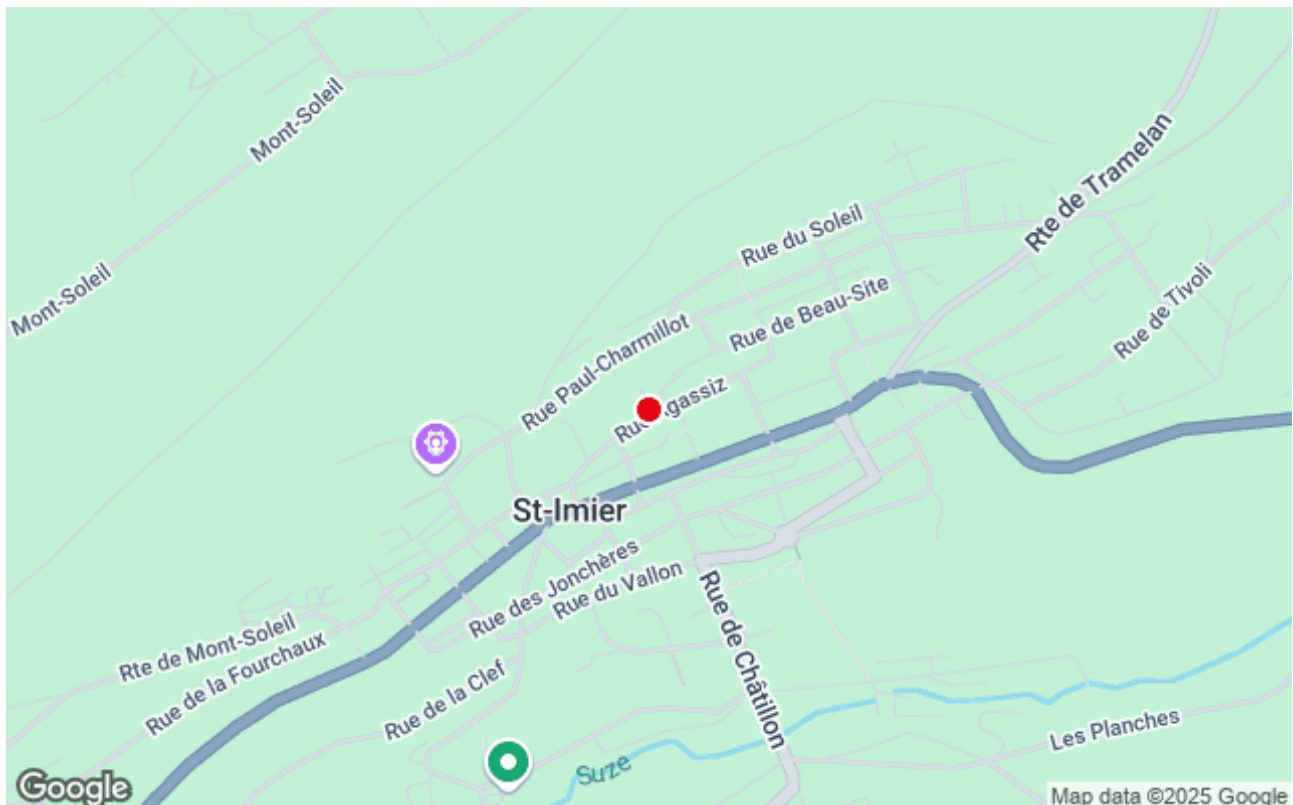 Mont-Soleil
Rte de Tramelan
Rue du Soleil
Mont-Soleil
Rue de Beau-Site
Rue de Tivoli
Rue Paul-Charmillot
Rue Agassiz
St-Imier
Rue des Jonchères
Rue du Vallon
Rue de Châtillon
Rte de Mont-Soleil
Rue de la Fourchaux
Rue de la Clef
Les Planches
Suze
Google
Map data ©2025 Google